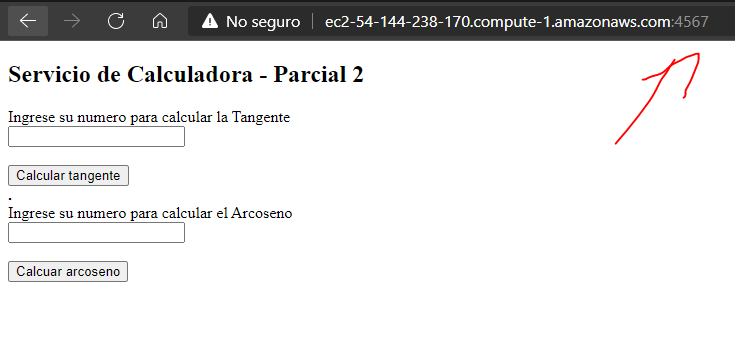 No seguro
ec2-54-144-238-170.compute-1.amazonaws.com:4567
Servicio de Calculadora - Parcial 2
Ingrese su numero para calcular la Tangente
Calcular tangente
.
Ingrese su numero para calcular el Arcoseno
Calcuar arcoseno